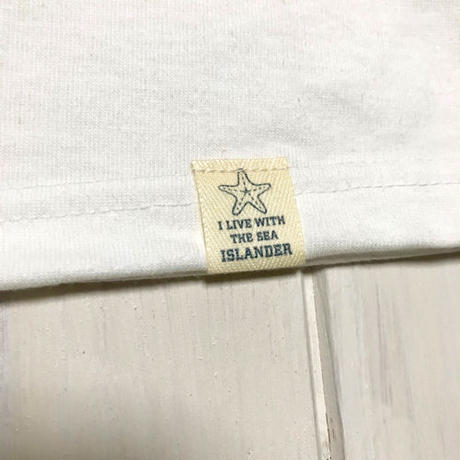 I LIVE WITH
THE SEA
ISLANDER